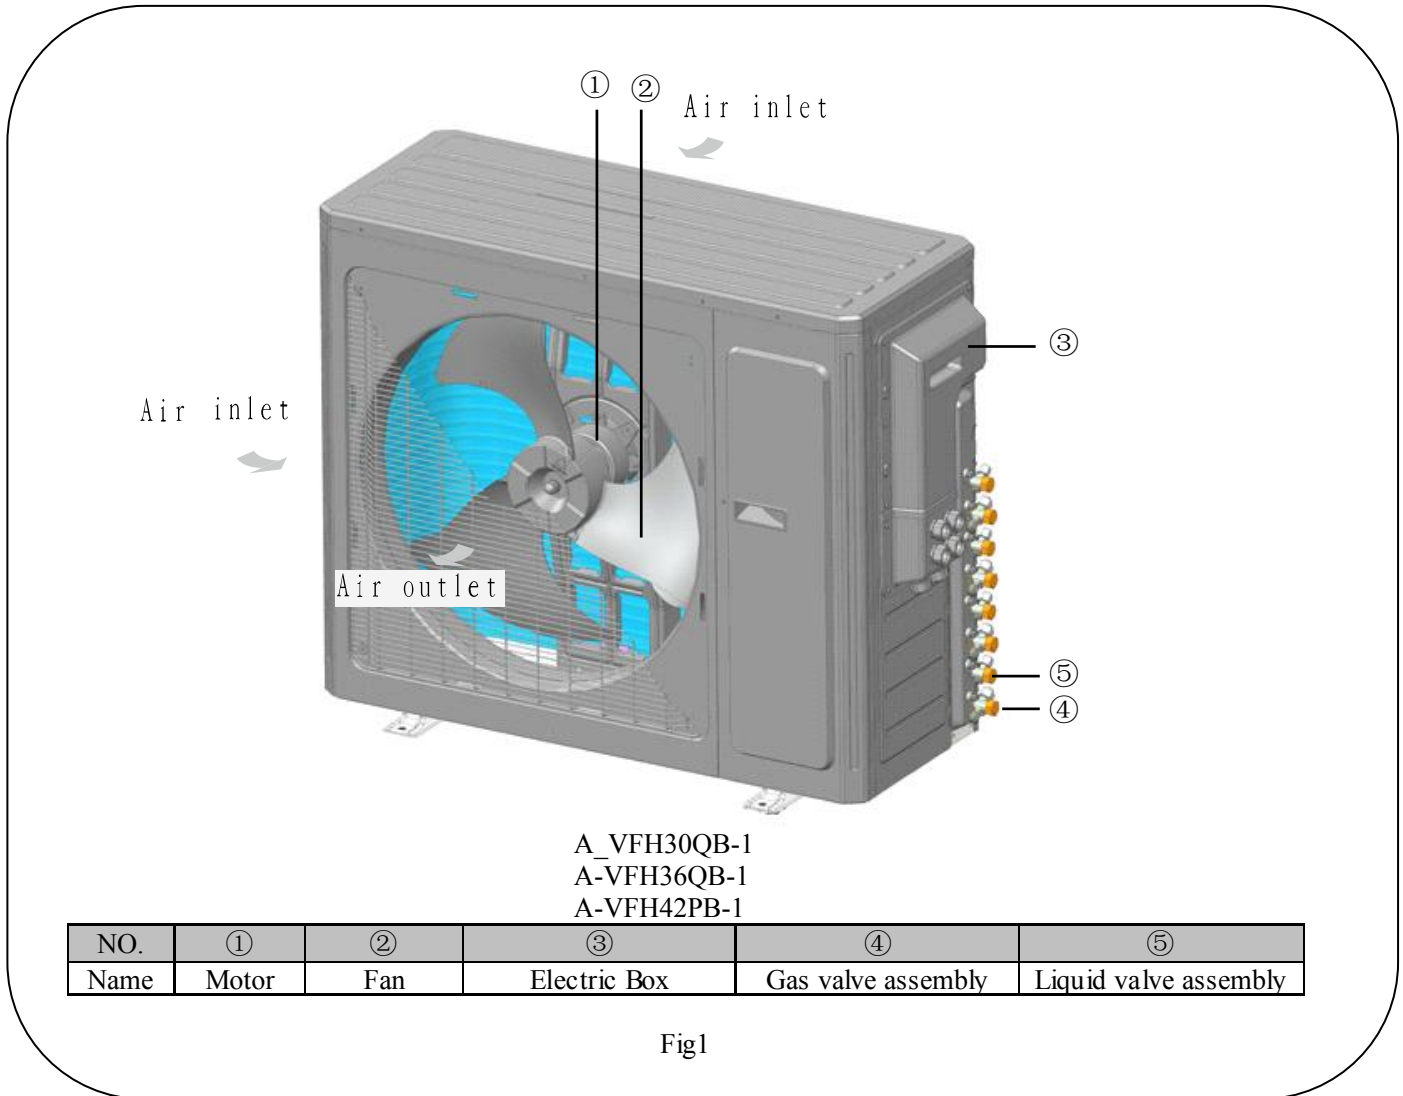 ① ② Air inlet
③
Air inlet
Air outlet
⑤
④
A_VFH30QB-1
A-VFH36QB-1
A-VFH42PB-1
NO. ① ② ③ ④ ⑤
Name Motor Fan Electric Box Gas valve assembly Liquid valve assembly
Fig1